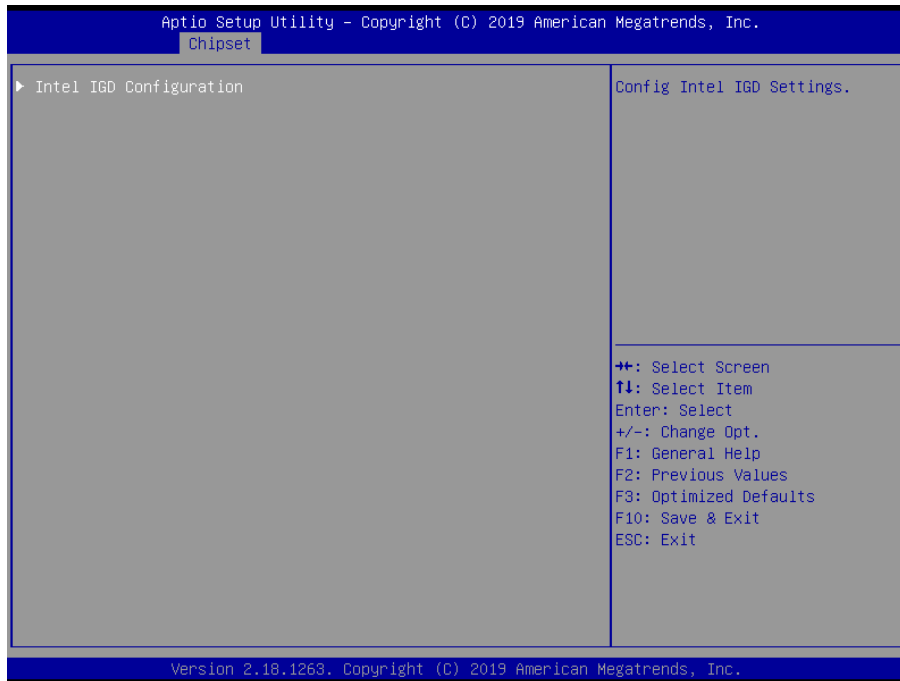 Aptio Setup Utility – Copyright (C) 2019 American Megatrends, Inc.
Chipset
▶ Intel IGD Configuration
Config Intel IGD Settings.
→←: Select Screen
↑↓: Select Item
Enter: Select
+/-: Change Opt.
F1: General Help
F2: Previous Values
F3: Optimized Defaults
F10: Save & Exit
ESC: Exit
Version 2.18.1263. Copyright (C) 2019 American Megatrends, Inc.